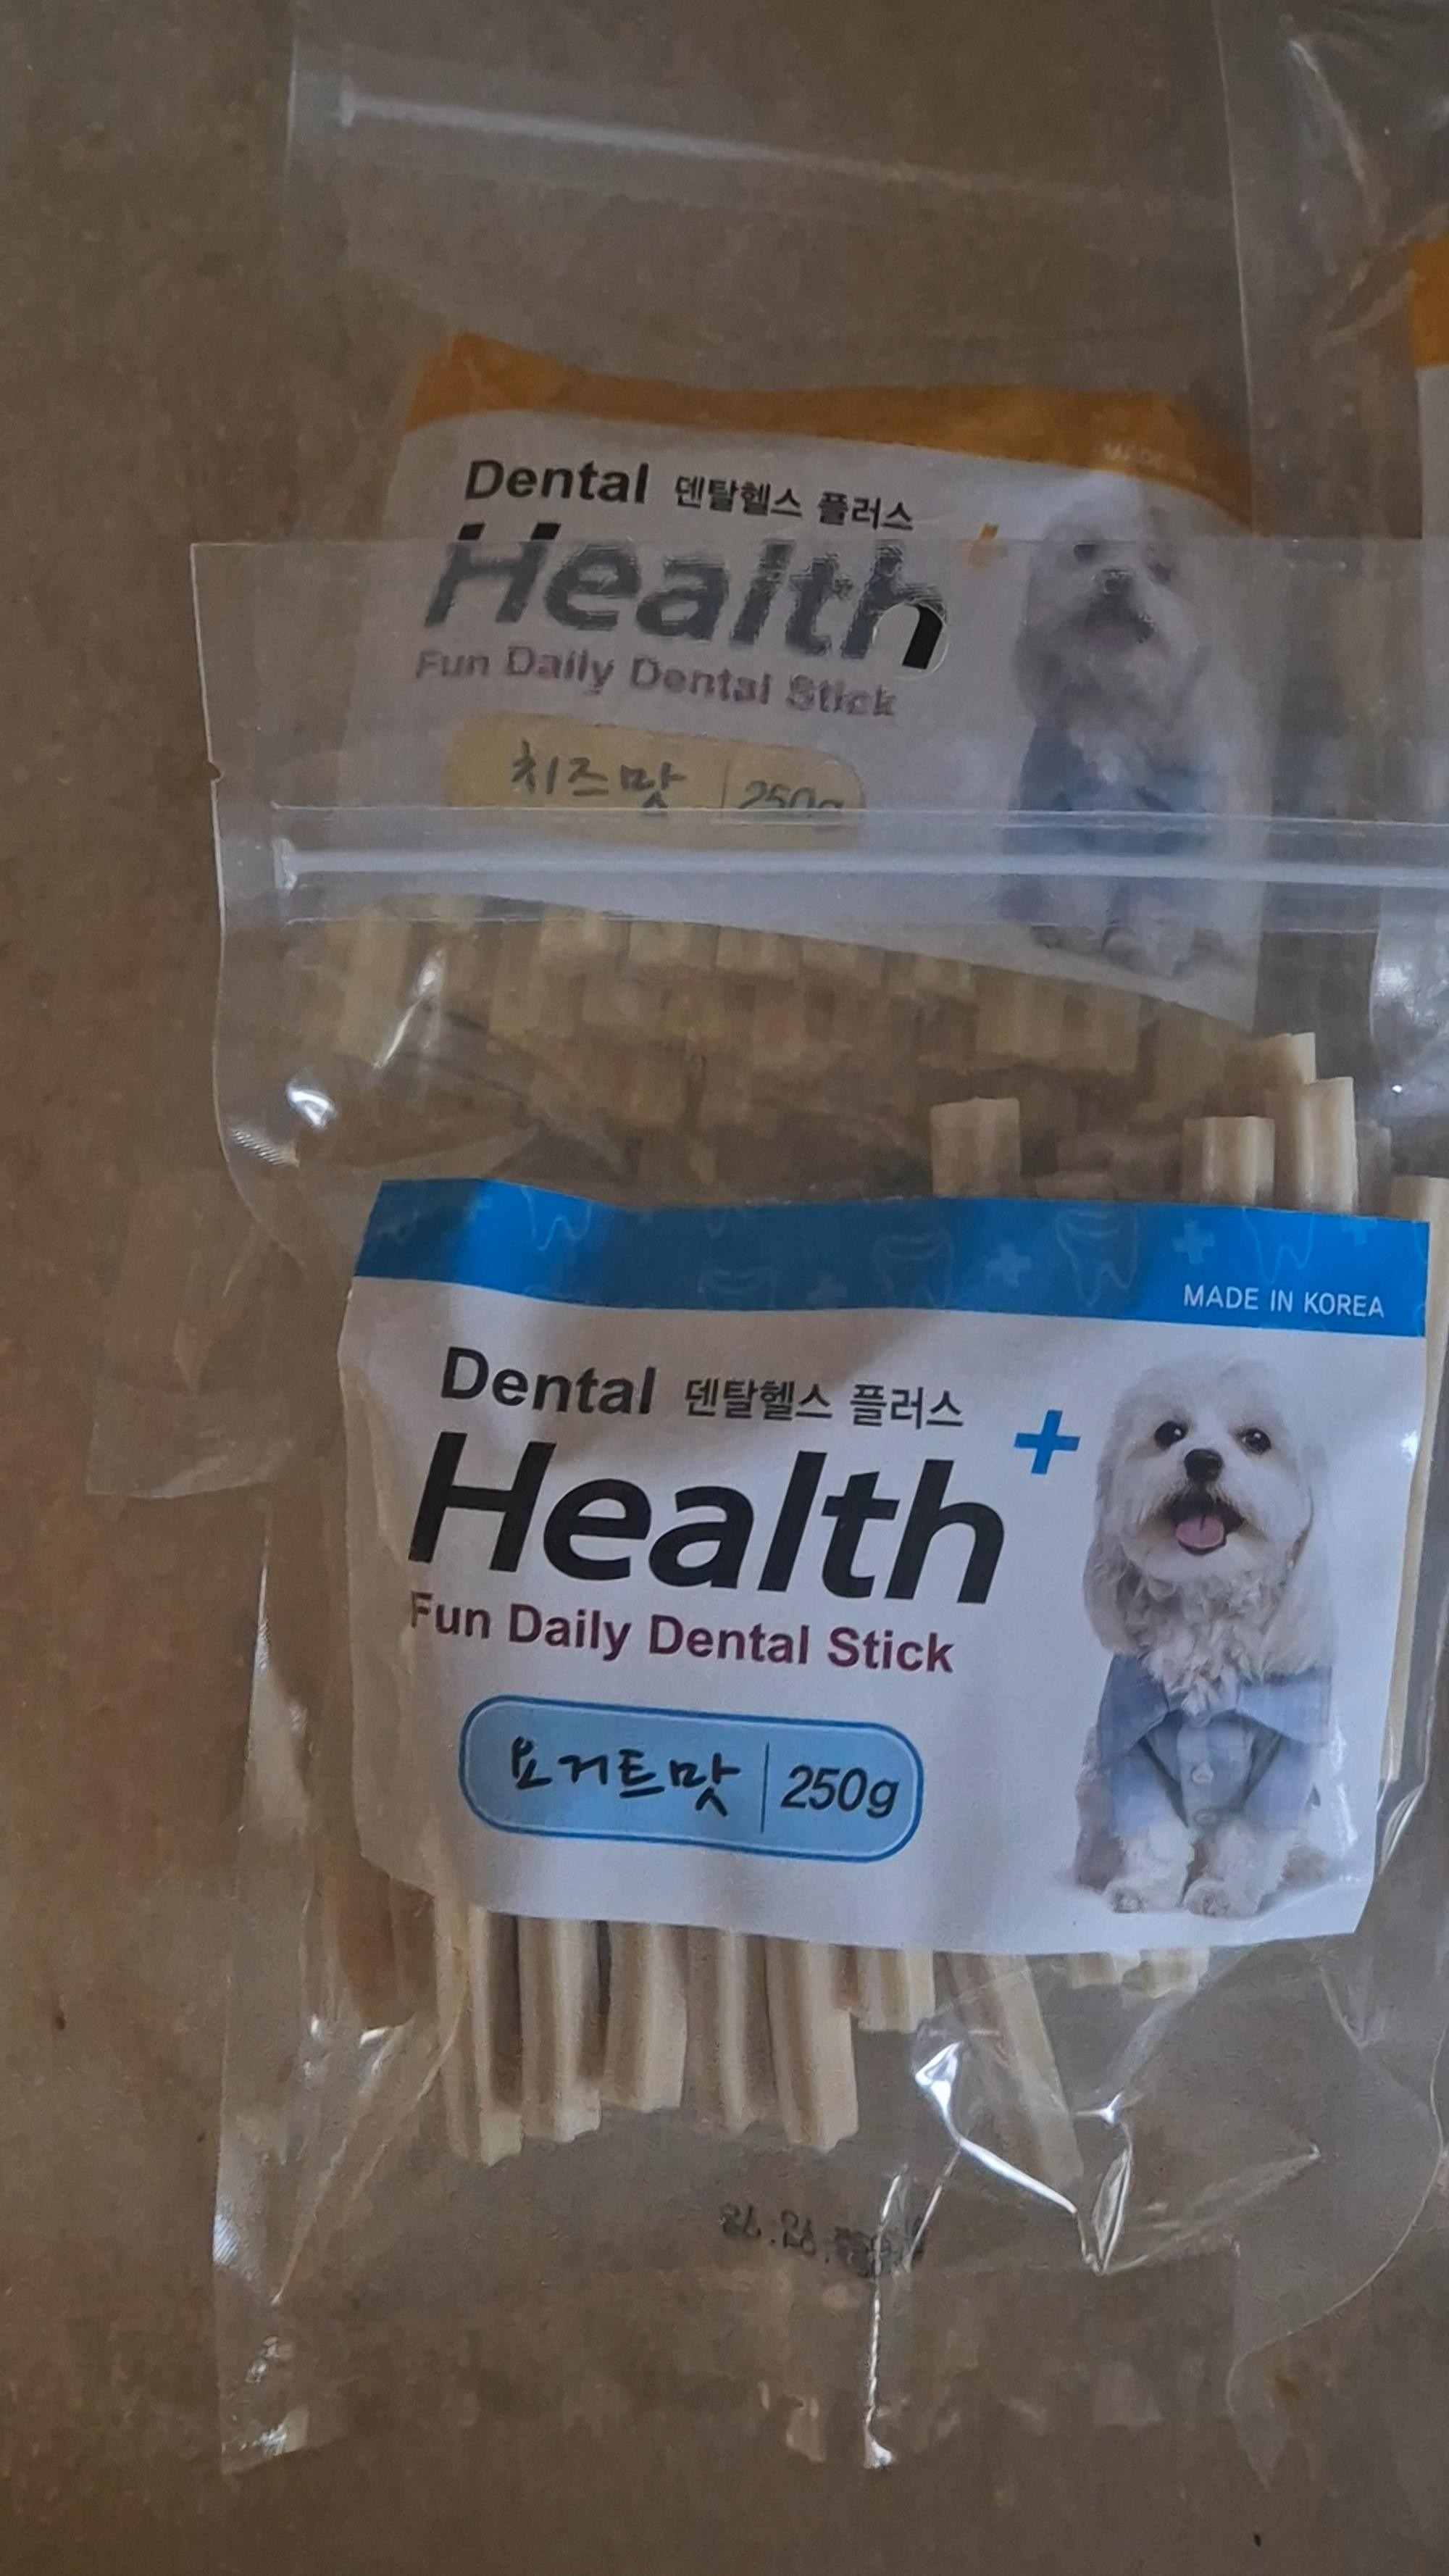 Dental 덴탈헬스 플러스
Health+
Fun Daily Dental Stick
치즈맛 | 250g
MADE IN KOREA
Dental 덴탈헬스 플러스
Health+
Fun Daily Dental Stick
요거트맛 | 250g